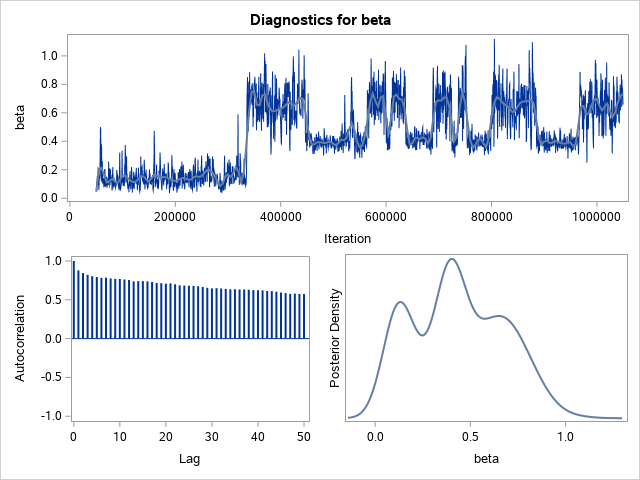 Diagnostics for beta
beta
1.0
0.8
0.6
0.4
0.2
0.0
0 200000 400000 600000 800000 1000000
Iteration
Autocorrelation
1.0
0.5
0.0
-0.5
-1.0
0 10 20 30 40 50
Lag
Posterior Density
0.0 0.5 1.0
beta